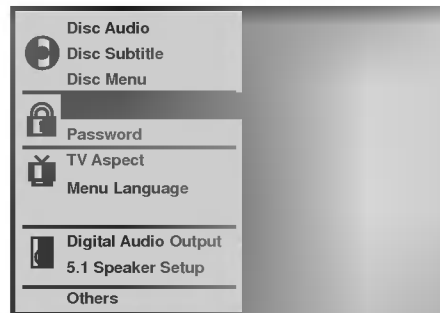 Disc Audio
Disc Subtitle
Disc Menu
Password
TV Aspect
Menu Language
Digital Audio Output
5.1 Speaker Setup
Others